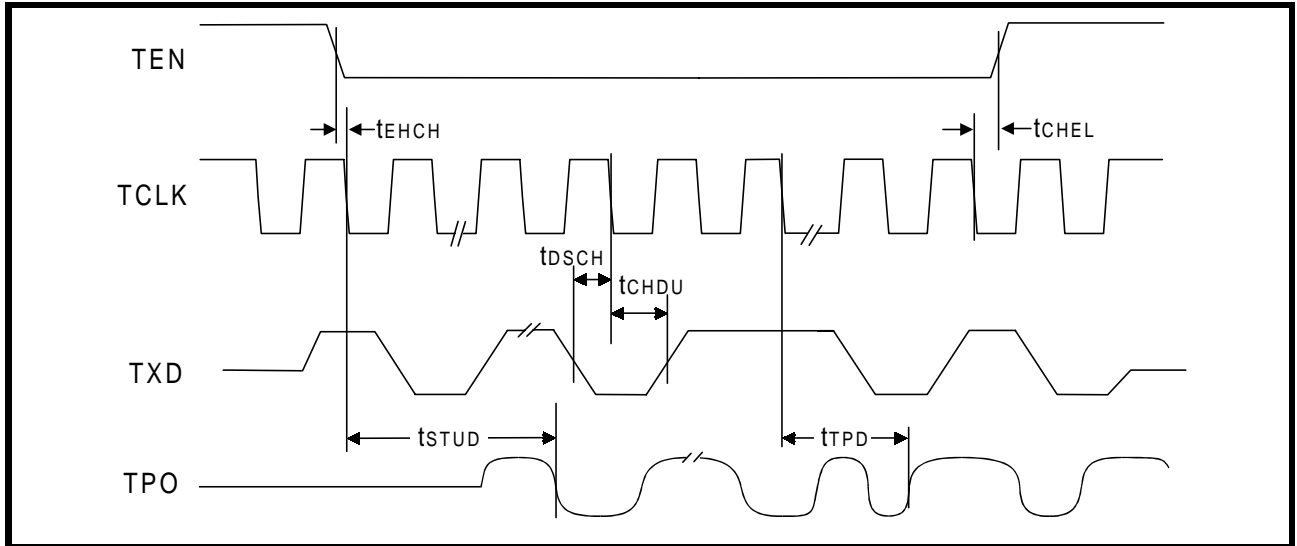 TEN
tEHCH
tCHEL
TCLK
tDSCH
tCHDU
TXD
tSTUD
tTPD
TPO